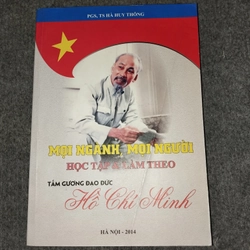 PGS, TS HÀ HUY THÔNG
MỌI NGÀNH, MỌI NGƯỜI
HỌC TẬP & LÀM THEO
TẤM GƯƠNG ĐẠO ĐỨC
Hồ Chí Minh
HÀ NỘI - 2014